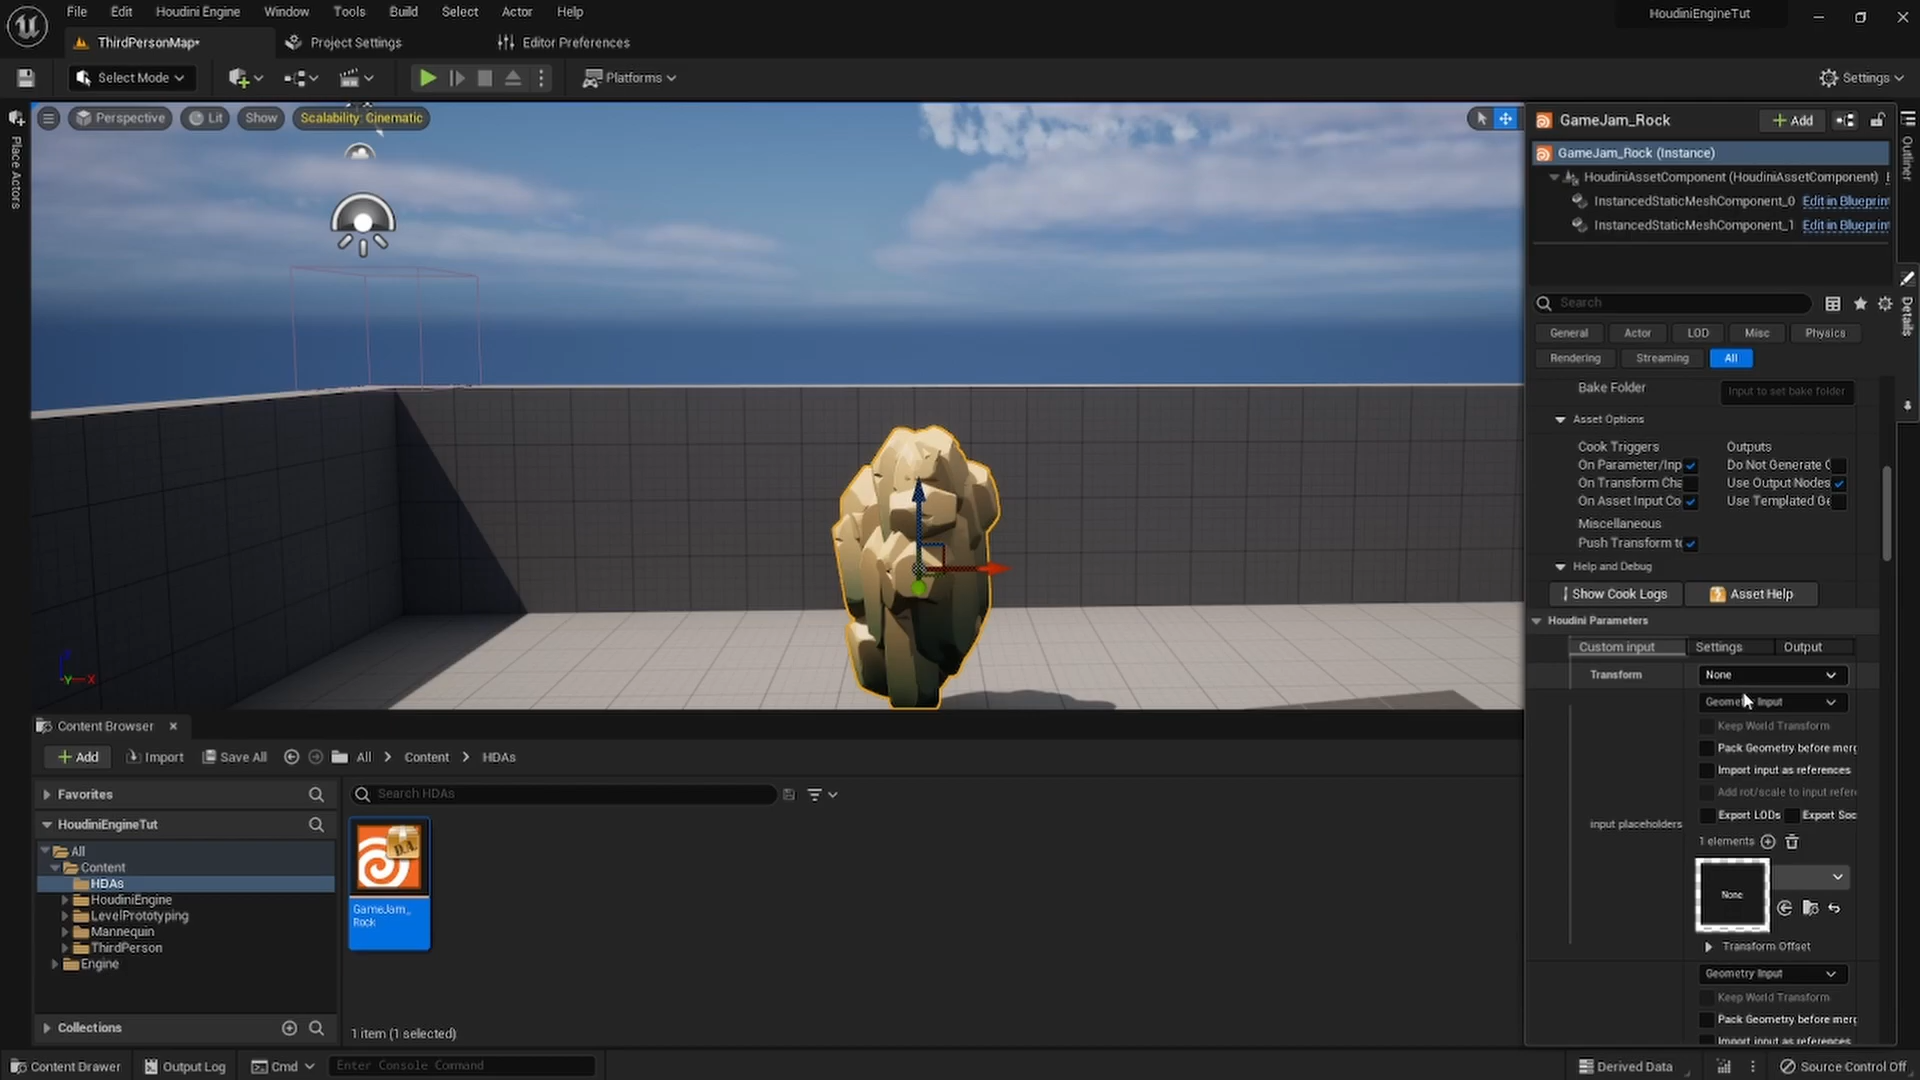 File Edit Houdini Engine Window Tools Build Select Actor Help
HoudiniEngineTut
ThirdPersonMap*
Project Settings
Editor Preferences
Select Mode
Platforms
Settings
Place Actors
Perspective
Lit
Show
Scalability: Cinematic
GameJam_Rock
Add
GameJam_Rock (Instance)
HoudiniAssetComponent (HoudiniAssetComponent)
InstancedStaticMeshComponent_0 Edit in Blueprint
InstancedStaticMeshComponent_1 Edit in Blueprint
Outliner
Details
Search
General Actor LOD Misc Physics
Rendering Streaming All
Bake Folder Input to set bake folder
Asset Options
Cook Triggers Outputs
On Parameter/Inp Do Not Generate C
On Transform Cha Use Output Nodes
On Asset Input Co Use Templated Ge
Miscellaneous
Push Transform to
Help and Debug
Show Cook Logs
Asset Help
Houdini Parameters
Custom input Settings Output
Transform None
Geometry Input
Keep World Transform
Pack Geometry before merg
Import input as references
Add rot/scale to input refere
Export LODs Export Soc
input placeholders
1 elements
None
Transform Offset
Geometry Input
Keep World Transform
Pack Geometry before merg
Import input as references
Z
Y X
Content Browser
Add Import Save All All Content HDAs
Favorites
Search HDAs
HoudiniEngineTut
All
Content
HDAs
HoudiniEngine
LevelPrototyping
Mannequin
ThirdPerson
Engine
GameJam_
Rock
Collections
1 item (1 selected)
Content Drawer Output Log Cmd Enter Console Command
Derived Data
Source Control Off